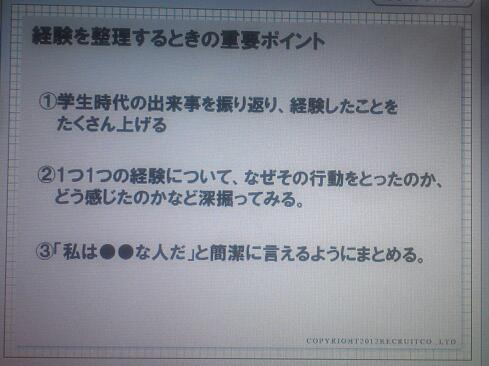 経験を整理するときの重要ポイント
①学生時代の出来事を振り返り、経験したことを
たくさん上げる
②1つ1つの経験について、なぜその行動をとったのか、
どう感じたのかなど深掘ってみる。
③「私は●●な人だ」と簡潔に言えるようにまとめる。
COPYRIGHT2012RECRUITCO.,LTD